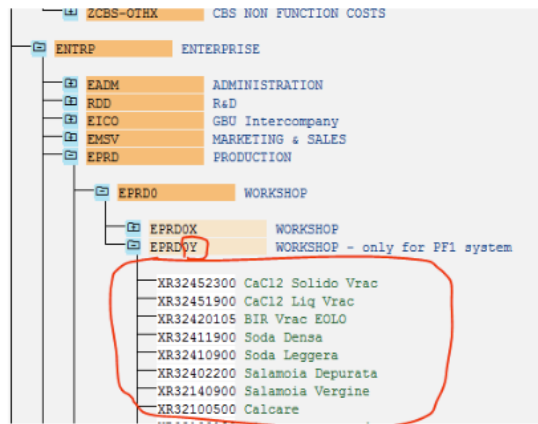 ZCBS-OTHX CBS NON FUNCTION COSTS
ENTRP ENTERPRISE
EADM ADMINISTRATION
RDD R&D
EICO GBU Intercompany
EMSV MARKETING & SALES
EPRD PRODUCTION
EPRD0 WORKSHOP
EPRD0X WORKSHOP
EPRD0Y WORKSHOP - only for PF1 system
XR32452300 CaCl2 Solido Vrac
XR32451900 CaCl2 Liq Vrac
XR32420105 BIR Vrac EOLO
XR32411900 Soda Densa
XR32410900 Soda Leggera
XR32402200 Salamoia Depurata
XR32140900 Salamoia Vergine
XR32100500 Calcare